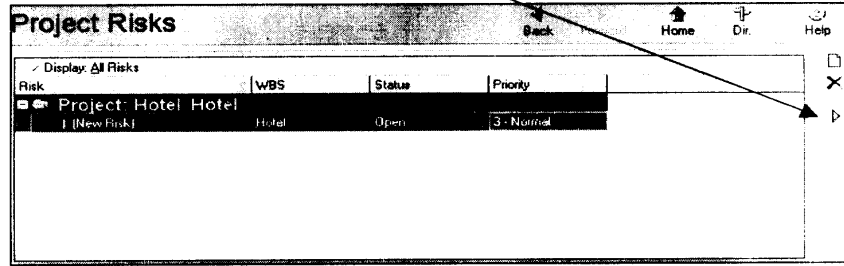 Project Risks
Back Home Dir. Help
Display: All Risks
Risk WBS Status Priority
Project: Hotel Hotel
1 (New Risk) Hotel Open 3 - Normal